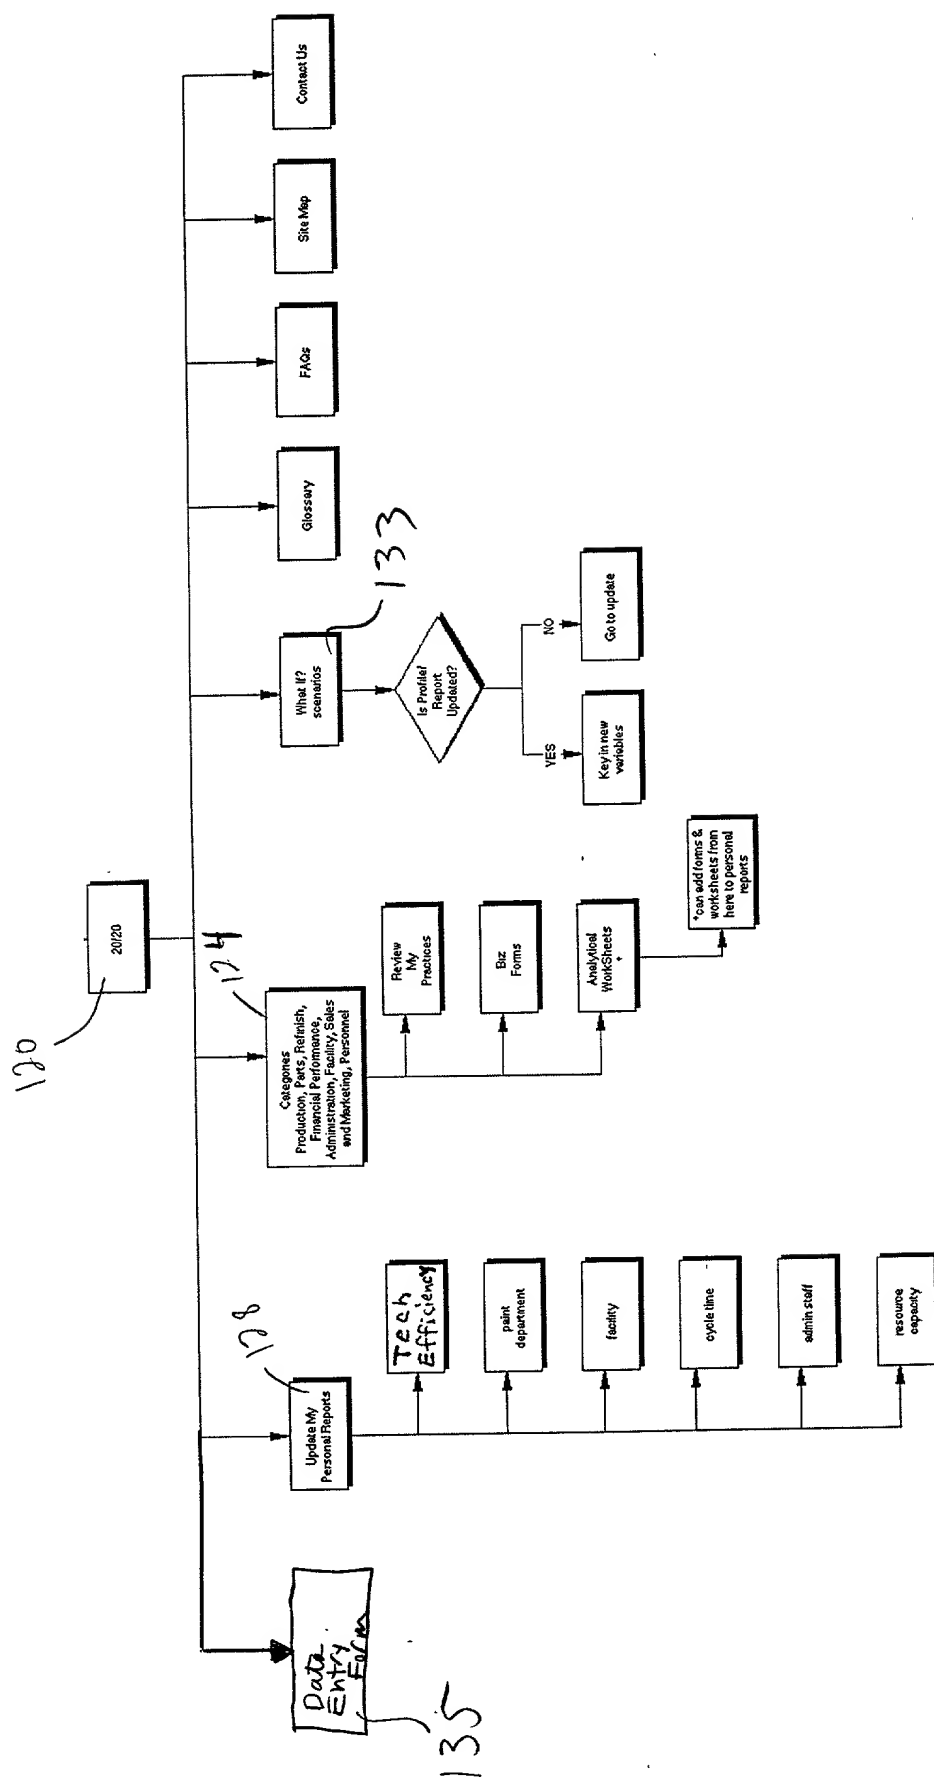 120
20/20
135
Data
Entry
Form
128
Update My
Personal Reports
Tech
Efficiency
paint
department
facility
cycle time
admin staff
resource
capacity
124
Categories
Production, Parts, Refinish,
Financial Performance,
Administration, Facility, Sales
and Marketing, Personnel
Review
My
Practices
Biz
Forms
Analytical
WorkSheets
*
*can add forms &
worksheets from
here to personal
reports
133
What If?
scenarios
Is Profile/
Report
Updated?
YES
NO
Key in new
variables
Go to update
Glossary
FAQs
Site Map
Contact Us